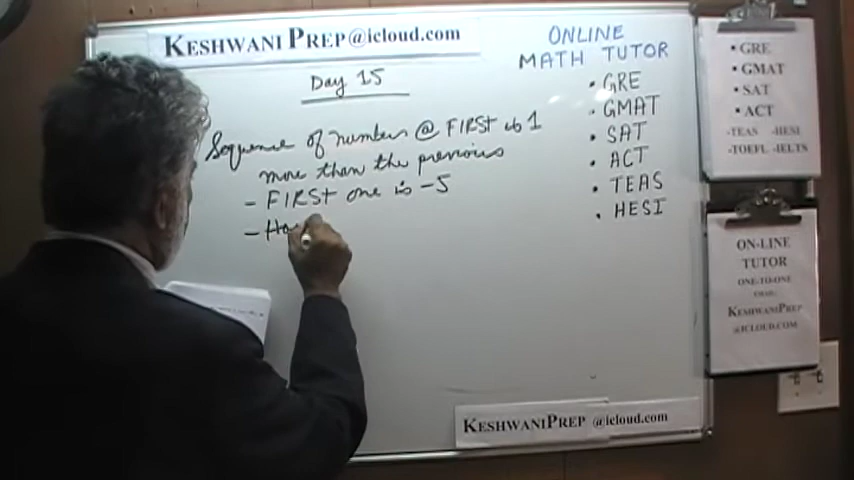 KESHWANI PREP@icloud.com
Day 15
Sequence of numbers @ FIRST is 1
more than the previous
- FIRST one is -5
- Ho
ONLINE
MATH TUTOR
• GRE
• GMAT
• SAT
• ACT
• TEAS
• HESI
• GRE
• GMAT
• SAT
• ACT
-TEAS -HESI
-TOEFL -IELTS
ON-LINE
TUTOR
ONE-TO-ONE
KESHWANIPREP
@ICLOUD.COM
KESHWANIPREP @icloud.com